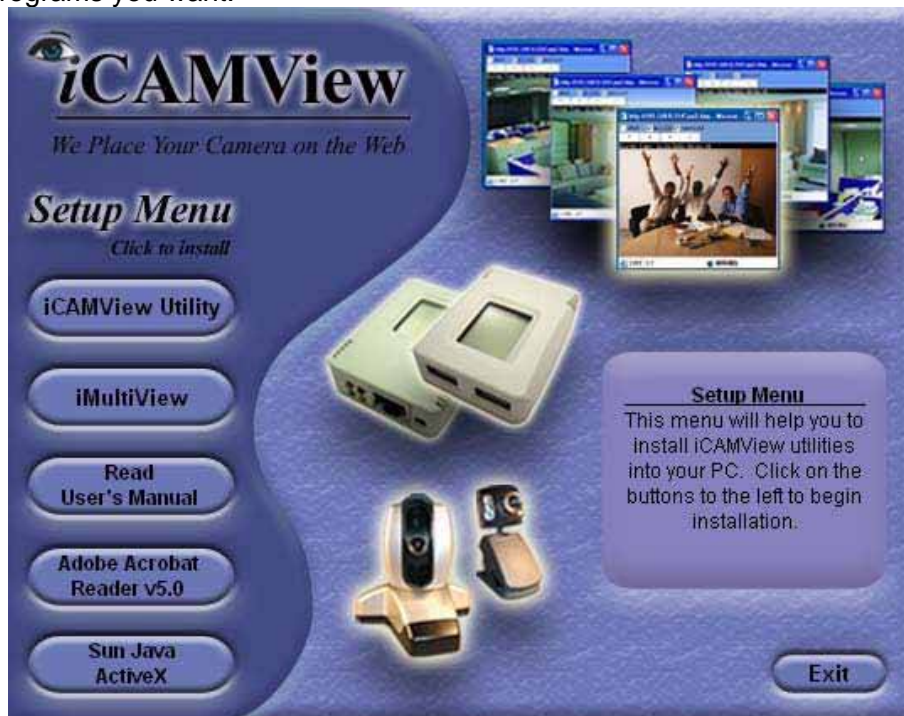 rograms you want.
iCAMView
We Place Your Camera on the Web
Setup Menu
Click to install
iCAMView Utility
iMultiView
Read
User's Manual
Adobe Acrobat
Reader v5.0
Sun Java
ActiveX
Setup Menu
This menu will help you to
install iCAMView utilities
into your PC. Click on the
buttons to the left to begin
installation.
Exit